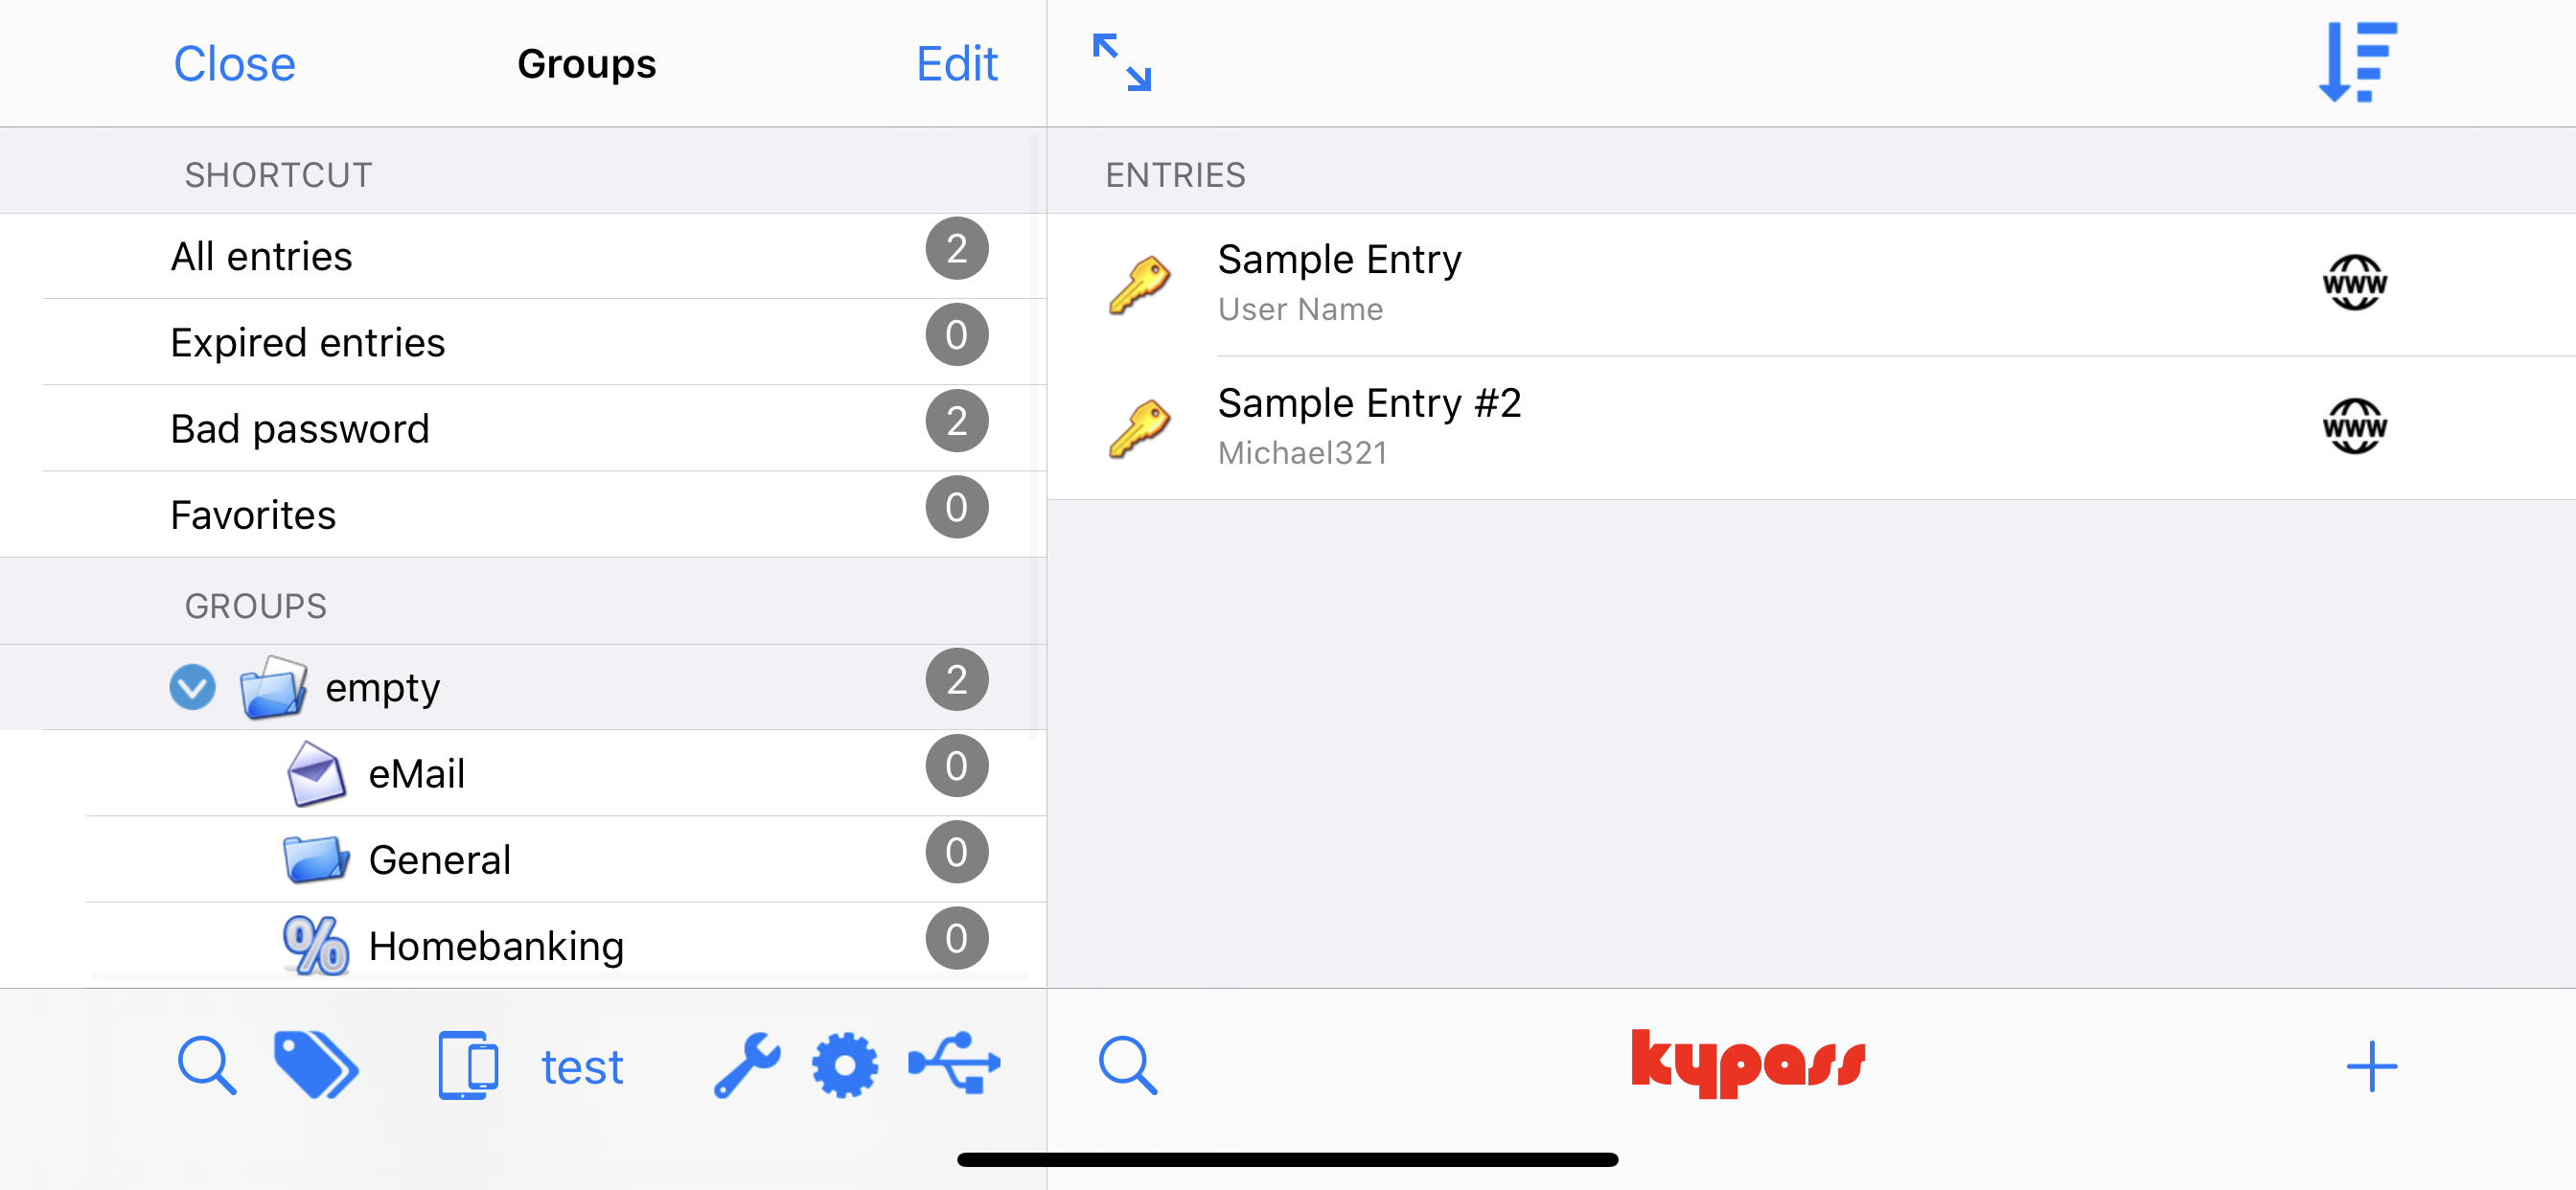 Close Groups Edit
SHORTCUT
All entries 2
Expired entries 0
Bad password 2
Favorites 0
GROUPS
empty 2
eMail 0
General 0
% Homebanking 0
test
ENTRIES
Sample Entry
User Name
WWW
Sample Entry #2
Michael321
WWW
kypass